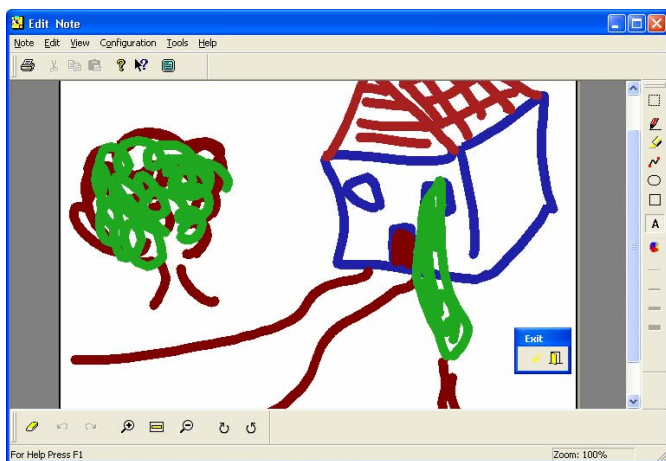 Edit Note
Note Edit View Configuration Tools Help
A
Exit
For Help Press F1 Zoom: 100%